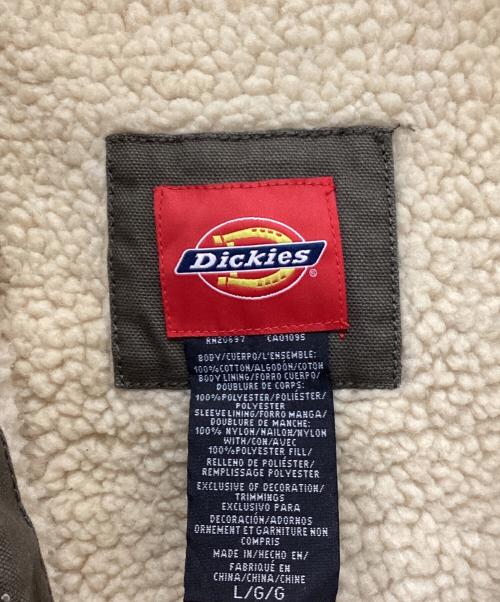 Dickies
®
RN20697 CA01095
BODY/CUERPO/L'ENSEMBLE:
100%COTTON/ALGODÓN/COTON
BODY LINING/FORRO CUERPO/
DOUBLURE DE CORPS:
100%POLYESTER/POLIÉSTER/
POLYESTER
SLEEVE LINING/FORRO MANGA/
DOUBLURE DE MANCHE:
100% NYLON/NAILON/NYLON
WITH/CON/AVEC
100%POLYESTER FILL/
RELLENO DE POLIÉSTER/
REMPLISSAGE POLYESTER
EXCLUSIVE OF DECORATION/
TRIMMINGS
EXCLUSIVO PARA
DECORACIÓN/ADORNOS
ORNEMENT ET GARNITURE NON
COMPRIS
MADE IN/HECHO EN/
FABRIQUÉ EN
CHINA/CHINA/CHINE
L/G/G